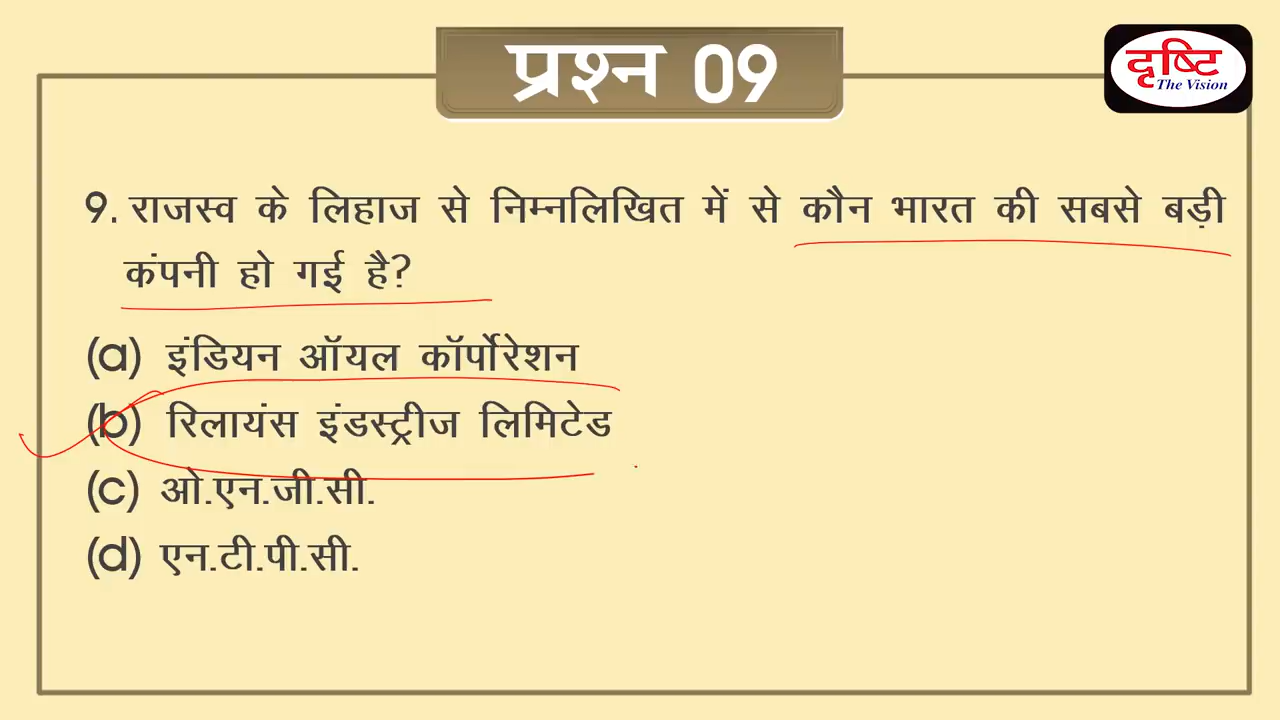 प्रश्न 09
दृष्टि
The Vision
9. राजस्व के लिहाज से निम्नलिखित में से कौन भारत की सबसे बड़ी
कंपनी हो गई है?
(a) इंडियन ऑयल कॉर्पोरेशन
(b) रिलायंस इंडस्ट्रीज लिमिटेड
(c) ओ.एन.जी.सी.
(d) एन.टी.पी.सी.